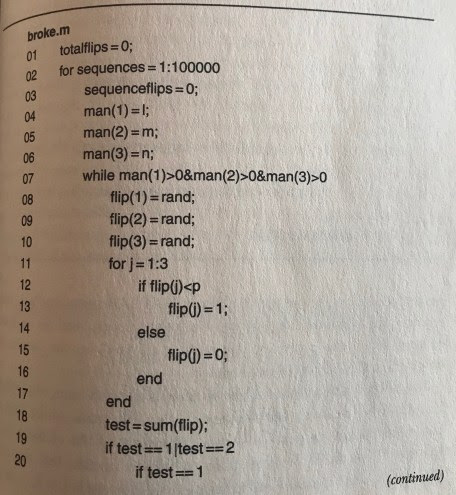 broke.m
01 totalflips=0;
02 for sequences=1:100000
03 sequenceflips=0;
04 man(1)=l;
05 man(2)=m;
06 man(3)=n;
07 while man(1)>0&man(2)>0&man(3)>0
08 flip(1)=rand;
09 flip(2)=rand;
10 flip(3)=rand;
11 for j=1:3
12 if flip(j)<p
13 flip(j)=1;
14 else
15 flip(j)=0;
16 end
17 end
18 test=sum(flip);
19 if test==1|test==2
20 if test==1
(continued)